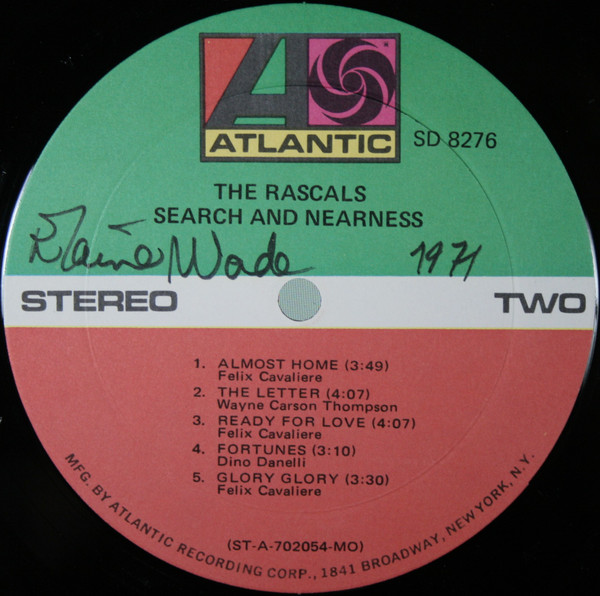 ATLANTIC
SD 8276
THE RASCALS
SEARCH AND NEARNESS
Elaine Wade 1971
STEREO TWO
1. ALMOST HOME (3:49)
Felix Cavaliere
2. THE LETTER (4:07)
Wayne Carson Thompson
3. READY FOR LOVE (4:07)
Felix Cavaliere
4. FORTUNES (3:10)
Dino Danelli
5. GLORY GLORY (3:30)
Felix Cavaliere
(ST-A-702054-MO)
MFG. BY ATLANTIC RECORDING CORP., 1841 BROADWAY, NEW YORK, N.Y.